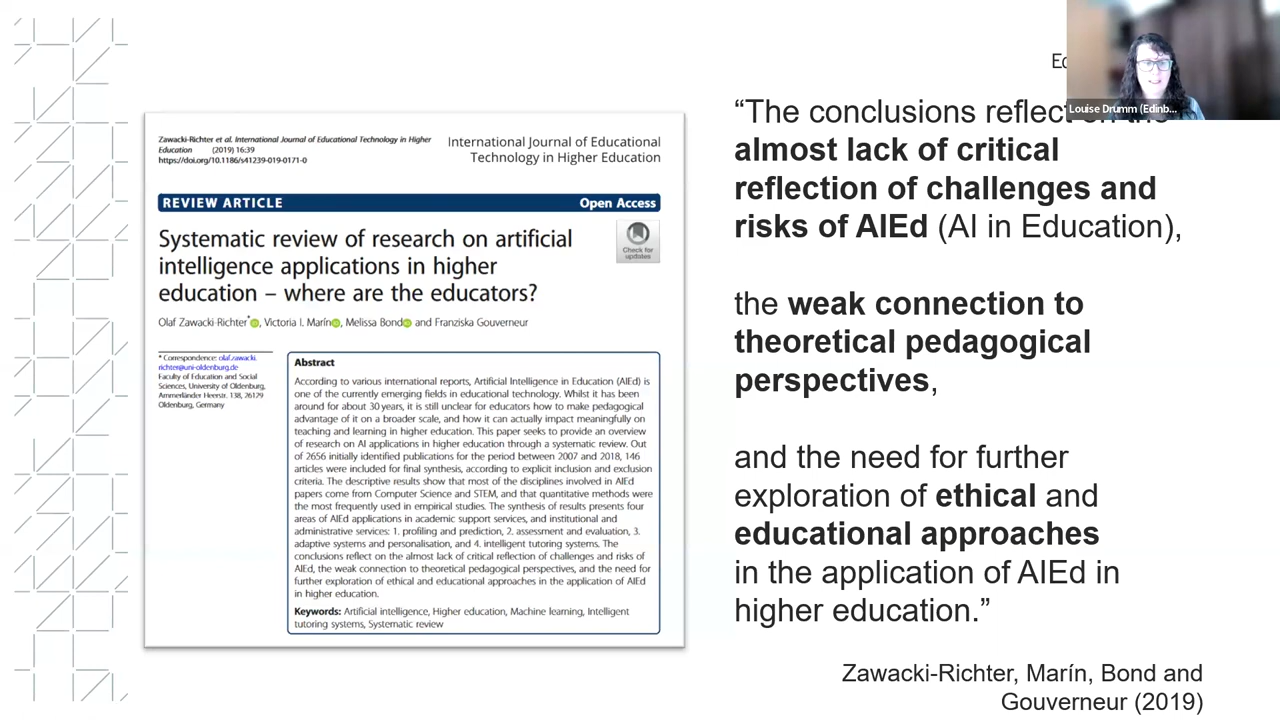 Ed
Louise Drumm (Edinb...
Zawacki-Richter et al. International Journal of Educational Technology in Higher
Education (2019) 16:39
https://doi.org/10.1186/s41239-019-0171-0
International Journal of Educational
Technology in Higher Education
REVIEW ARTICLE
Open Access
Check for
updates
Systematic review of research on artificial
intelligence applications in higher
education – where are the educators?
Olaf Zawacki-Richter*, Victoria I. Marín, Melissa Bond and Franziska Gouverneur
* Correspondence: olaf.zawacki.
richter@uni-oldenburg.de
Faculty of Education and Social
Sciences, University of Oldenburg,
Ammerländer Heerstr. 138, 26129
Oldenburg, Germany
Abstract
According to various international reports, Artificial Intelligence in Education (AIEd) is
one of the currently emerging fields in educational technology. Whilst it has been
around for about 30 years, it is still unclear for educators how to make pedagogical
advantage of it on a broader scale, and how it can actually impact meaningfully on
teaching and learning in higher education. This paper seeks to provide an overview
of research on AI applications in higher education through a systematic review. Out
of 2656 initially identified publications for the period between 2007 and 2018, 146
articles were included for final synthesis, according to explicit inclusion and exclusion
criteria. The descriptive results show that most of the disciplines involved in AIEd
papers come from Computer Science and STEM, and that quantitative methods were
the most frequently used in empirical studies. The synthesis of results presents four
areas of AIEd applications in academic support services, and institutional and
administrative services: 1. profiling and prediction, 2. assessment and evaluation, 3.
adaptive systems and personalisation, and 4. intelligent tutoring systems. The
conclusions reflect on the almost lack of critical reflection of challenges and risks of
AIEd, the weak connection to theoretical pedagogical perspectives, and the need for
further exploration of ethical and educational approaches in the application of AIEd
in higher education.
Keywords: Artificial intelligence, Higher education, Machine learning, Intelligent
tutoring systems, Systematic review
“The conclusions reflect on the
almost lack of critical
reflection of challenges and
risks of AIEd (AI in Education),
the weak connection to
theoretical pedagogical
perspectives,
and the need for further
exploration of ethical and
educational approaches
in the application of AIEd in
higher education.”
Zawacki-Richter, Marín, Bond and
Gouverneur (2019)